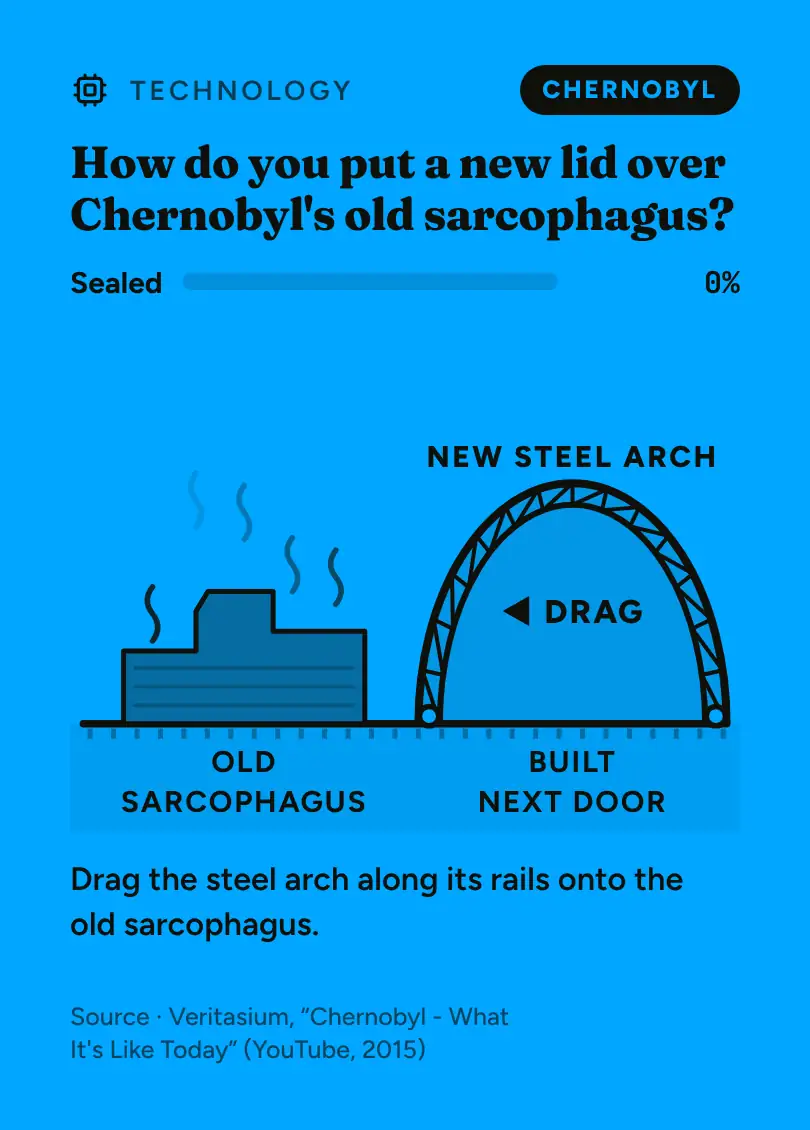 TECHNOLOGY
CHERNOBYL
How do you put a new lid over
Chernobyl's old sarcophagus?
Sealed
0%
NEW STEEL ARCH
DRAG
OLD
SARCOPHAGUS
BUILT
NEXT DOOR
Drag the steel arch along its rails onto the
old sarcophagus.
Source · Veritasium, “Chernobyl - What
It's Like Today” (YouTube, 2015)